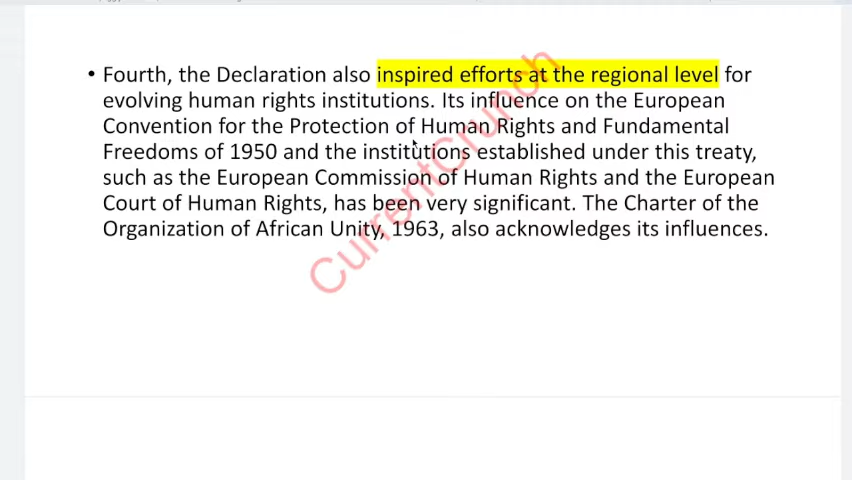 • Fourth, the Declaration also inspired efforts at the regional level for
evolving human rights institutions. Its influence on the European
Convention for the Protection of Human Rights and Fundamental
Freedoms of 1950 and the institutions established under this treaty,
such as the European Commission of Human Rights and the European
Court of Human Rights, has been very significant. The Charter of the
Organization of African Unity, 1963, also acknowledges its influences.
CurrentCrunch